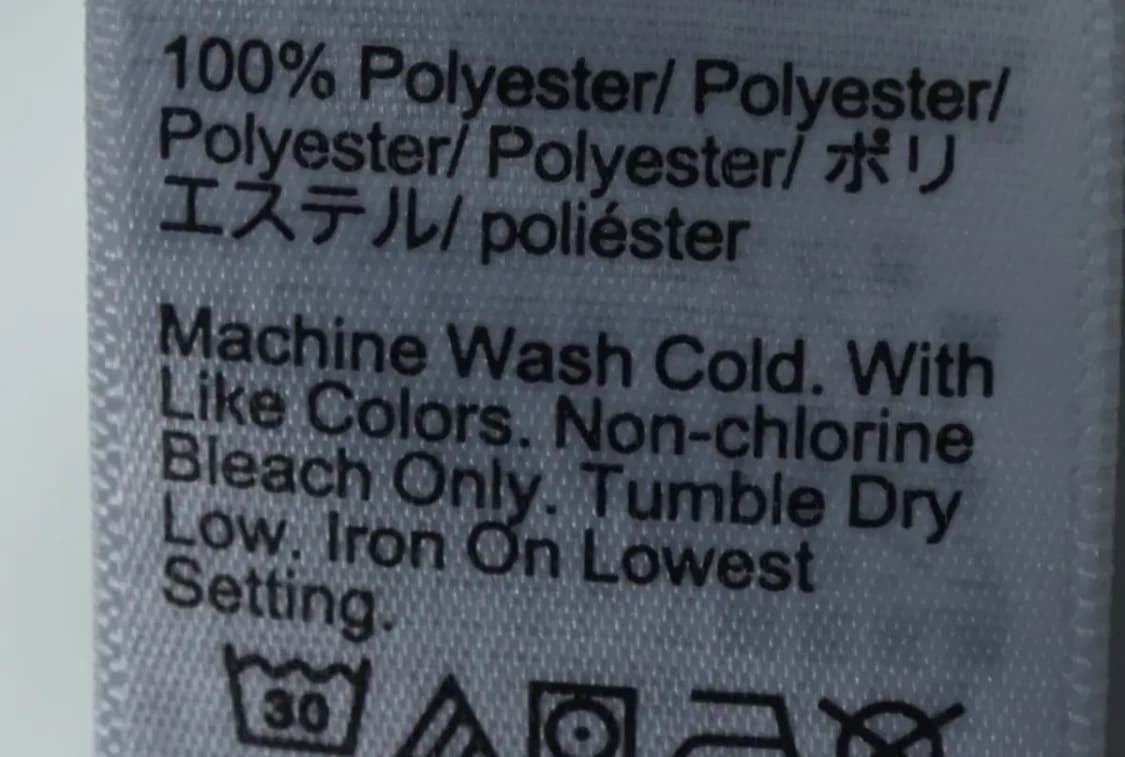 100% Polyester/ Polyester/
Polyester/ Polyester/ ポリ
エステル/ poliéster
Machine Wash Cold. With
Like Colors. Non-chlorine
Bleach Only. Tumble Dry
Low. Iron On Lowest
Setting.
30